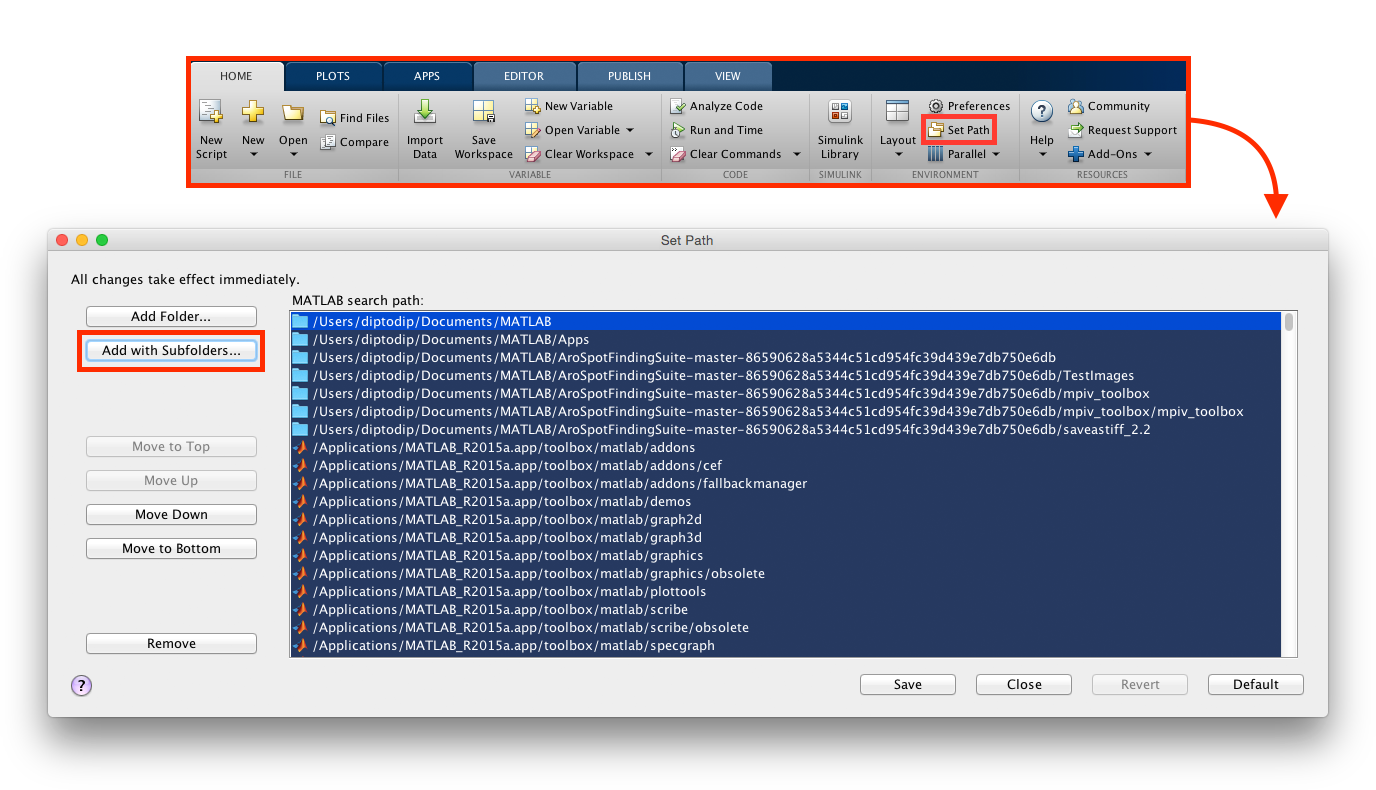 HOME PLOTS APPS EDITOR PUBLISH VIEW
New Script
New
Open
Find Files
Compare
FILE
Import Data
Save Workspace
New Variable
Open Variable
Clear Workspace
VARIABLE
Analyze Code
Run and Time
Clear Commands
CODE
Simulink Library
SIMULINK
Layout
Preferences
Set Path
Parallel
ENVIRONMENT
?
Help
Community
Request Support
Add-Ons
RESOURCES
Set Path
All changes take effect immediately.
Add Folder...
Add with Subfolders...
Move to Top
Move Up
Move Down
Move to Bottom
Remove
MATLAB search path:
/Users/diptodip/Documents/MATLAB
/Users/diptodip/Documents/MATLAB/Apps
/Users/diptodip/Documents/MATLAB/AroSpotFindingSuite-master-86590628a5344c51cd954fc39d439e7db750e6db
/Users/diptodip/Documents/MATLAB/AroSpotFindingSuite-master-86590628a5344c51cd954fc39d439e7db750e6db/TestImages
/Users/diptodip/Documents/MATLAB/AroSpotFindingSuite-master-86590628a5344c51cd954fc39d439e7db750e6db/mpiv_toolbox
/Users/diptodip/Documents/MATLAB/AroSpotFindingSuite-master-86590628a5344c51cd954fc39d439e7db750e6db/mpiv_toolbox/mpiv_toolbox
/Users/diptodip/Documents/MATLAB/AroSpotFindingSuite-master-86590628a5344c51cd954fc39d439e7db750e6db/saveastiff_2.2
/Applications/MATLAB_R2015a.app/toolbox/matlab/addons
/Applications/MATLAB_R2015a.app/toolbox/matlab/addons/cef
/Applications/MATLAB_R2015a.app/toolbox/matlab/addons/fallbackmanager
/Applications/MATLAB_R2015a.app/toolbox/matlab/demos
/Applications/MATLAB_R2015a.app/toolbox/matlab/graph2d
/Applications/MATLAB_R2015a.app/toolbox/matlab/graph3d
/Applications/MATLAB_R2015a.app/toolbox/matlab/graphics
/Applications/MATLAB_R2015a.app/toolbox/matlab/graphics/obsolete
/Applications/MATLAB_R2015a.app/toolbox/matlab/plottools
/Applications/MATLAB_R2015a.app/toolbox/matlab/scribe
/Applications/MATLAB_R2015a.app/toolbox/matlab/scribe/obsolete
/Applications/MATLAB_R2015a.app/toolbox/matlab/specgraph
?
Save Close Revert Default